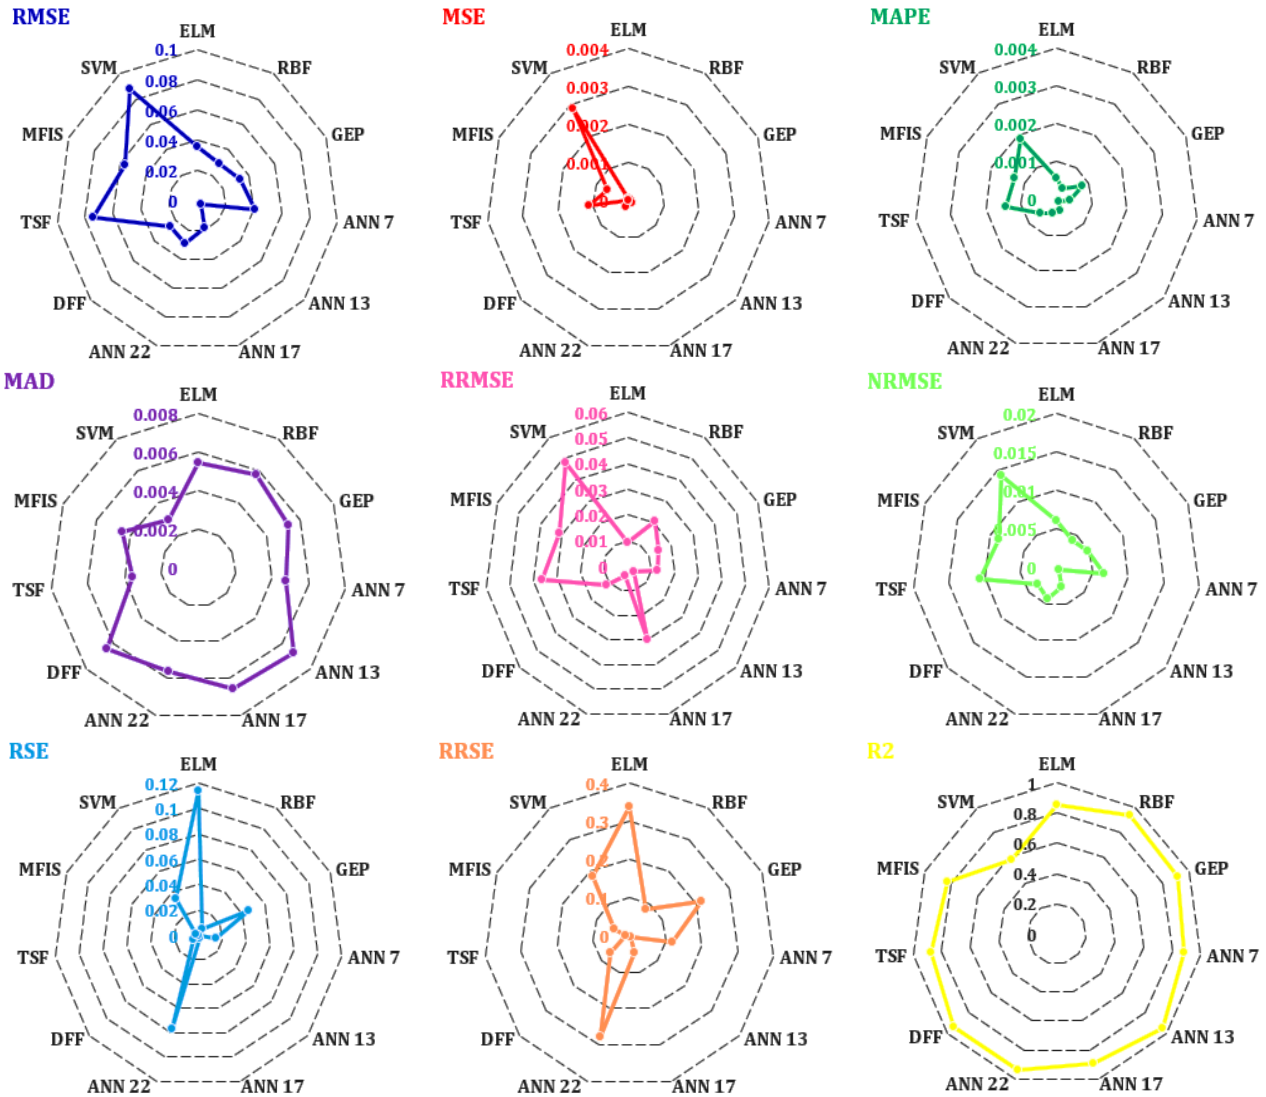 RMSE
ELM
0.1
SVM
RBF
0.08
0.06
MFIS
GEP
0.04
0.02
0
TSF
ANN 7
DFF
ANN 13
ANN 22
ANN 17
MSE
ELM
0.004
SVM
RBF
0.003
0.002
MFIS
GEP
0.001
0
TSF
ANN 7
DFF
ANN 13
ANN 22
ANN 17
MAPE
ELM
0.004
SVM
RBF
0.003
0.002
MFIS
GEP
0.001
0
TSF
ANN 7
DFF
ANN 13
ANN 22
ANN 17
MAD
ELM
0.008
SVM
RBF
0.006
0.004
MFIS
GEP
0.002
0
TSF
ANN 7
DFF
ANN 13
ANN 22
ANN 17
RRMSE
ELM
0.06
SVM
RBF
0.05
0.04
0.03
MFIS
GEP
0.02
0.01
0
TSF
ANN 7
DFF
ANN 13
ANN 22
ANN 17
NRMSE
ELM
0.02
SVM
RBF
0.015
0.01
MFIS
GEP
0.005
0
TSF
ANN 7
DFF
ANN 13
ANN 22
ANN 17
RSE
ELM
0.12
SVM
RBF
0.1
0.08
0.06
MFIS
GEP
0.04
0.02
0
TSF
ANN 7
DFF
ANN 13
ANN 22
ANN 17
RRSE
ELM
0.4
SVM
RBF
0.3
0.2
MFIS
GEP
0.1
0
TSF
ANN 7
DFF
ANN 13
ANN 22
ANN 17
R2
ELM
1
SVM
RBF
0.8
0.6
MFIS
GEP
0.4
0.2
0
TSF
ANN 7
DFF
ANN 13
ANN 22
ANN 17